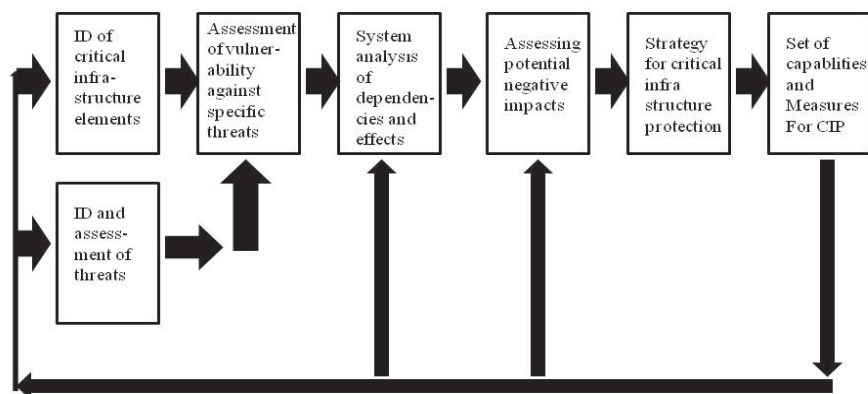 ID of
critical
infra-
structure
elements
Assessment
of vulner-
ability
against
specific
threats
System
analysis
of
dependen-
cies and
effects
Assessing
potential
negative
impacts
Strategy
for critical
infra
structure
protection
Set of
capablities
and
Measures
For CIP
ID and
assess-
ment of
threats